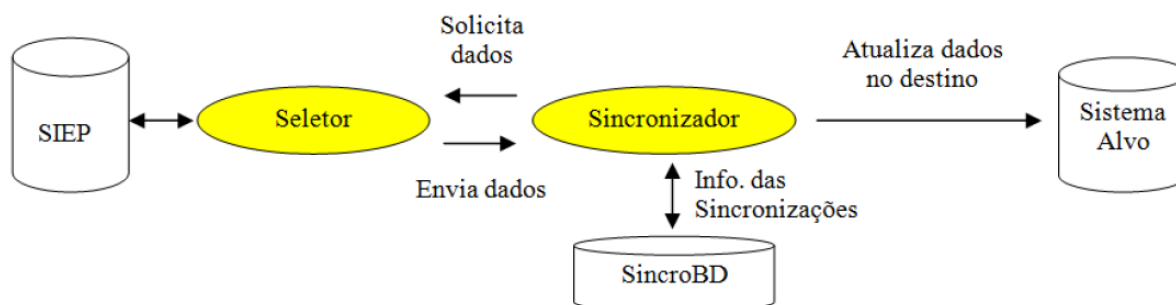 Solicita
dados
Atualiza dados
no destino
SIEP
Seletor
Sincronizador
Sistema
Alvo
Envia dados
Info. das
Sincronizações
SincroBD